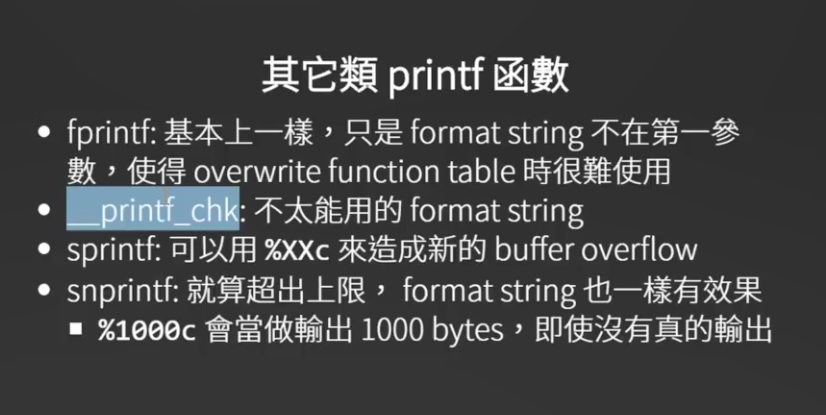 其它類 printf 函數
• fprintf: 基本上一樣，只是 format string 不在第一參
數，使得 overwrite function table 時很難使用
• __printf_chk: 不太能用的 format string
• sprintf: 可以用 %XXc 來造成新的 buffer overflow
• snprintf: 就算超出上限， format string 也一樣有效果
▪ %1000c 會當做輸出 1000 bytes，即使沒有真的輸出